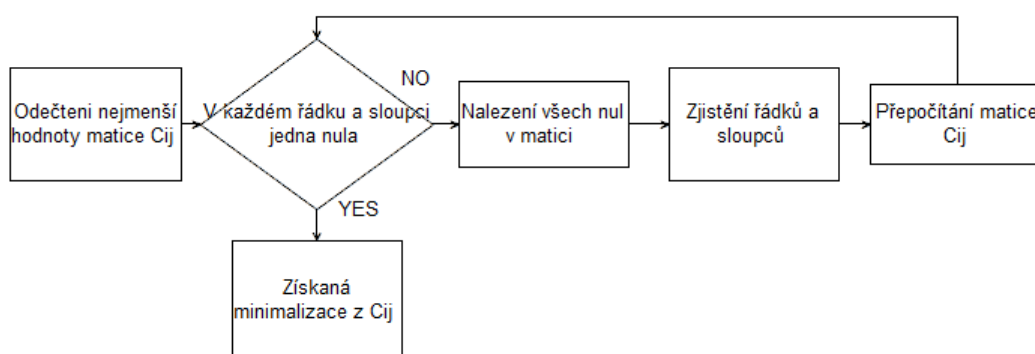 Odečteni nejmenší
hodnoty matice Cij
V každém řádku a sloupci
jedna nula
NO
Nalezení všech nul
v matici
Zjistění řádků a
sloupců
Přepočítání matice
Cij
YES
Získaná
minimalizace z Cij